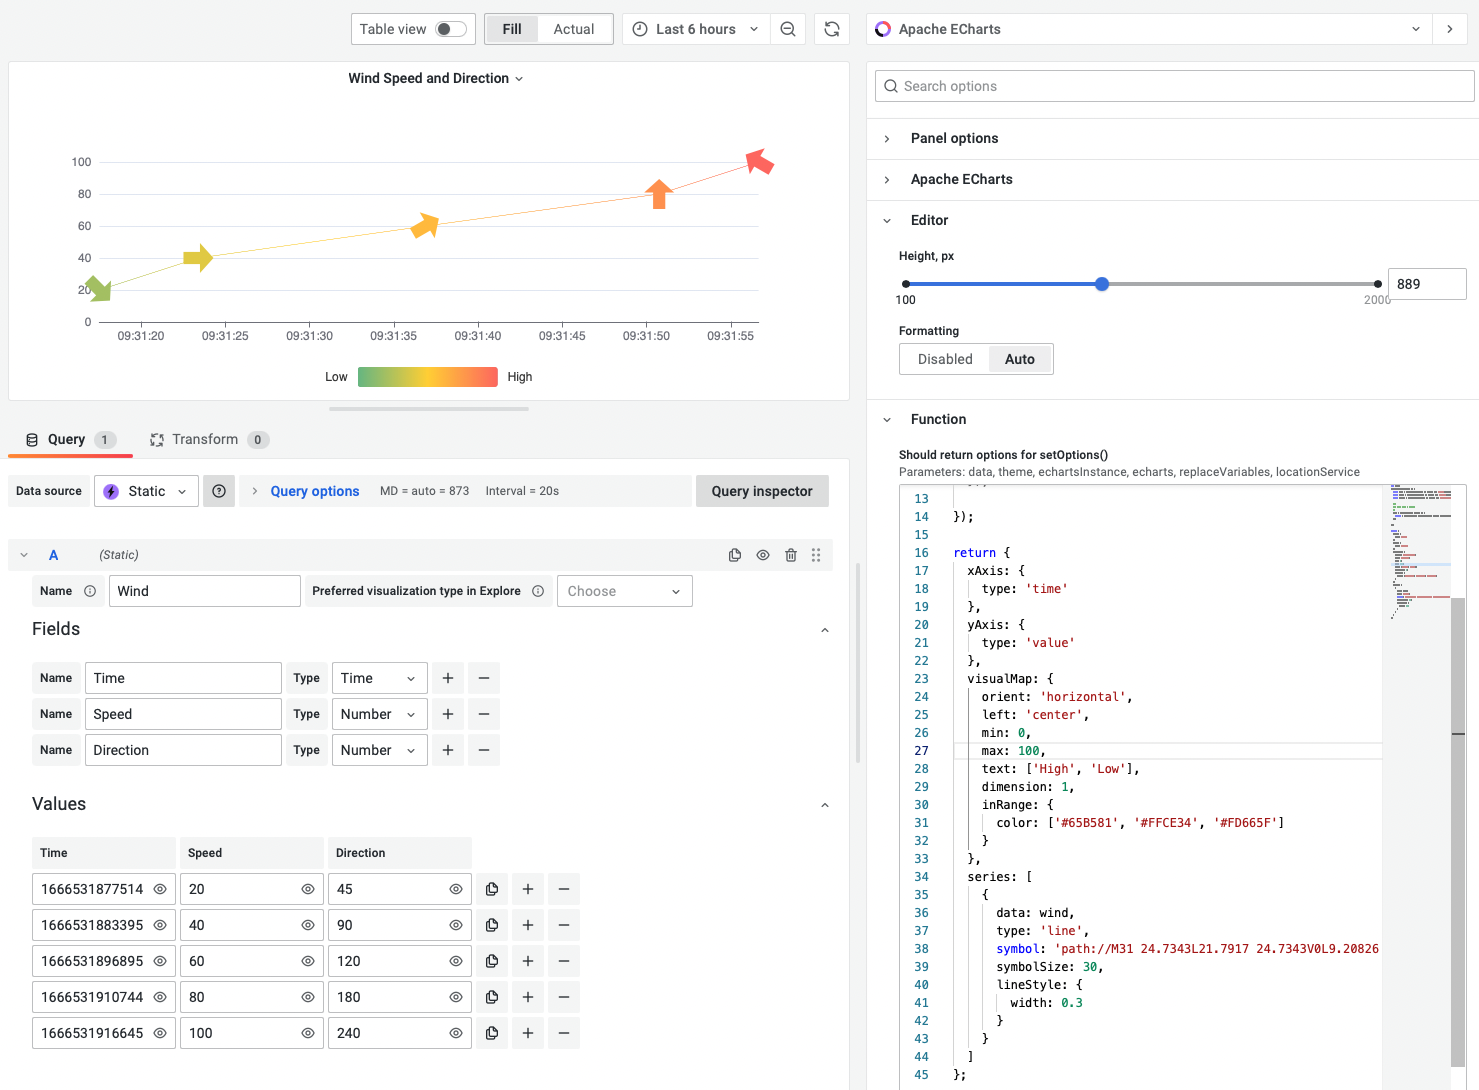 Table view
Fill
Actual
Last 6 hours
Apache ECharts
Wind Speed and Direction
100
80
60
40
20
0
09:31:20
09:31:25
09:31:30
09:31:35
09:31:40
09:31:45
09:31:50
09:31:55
Low
High
Query 1
Transform 0
Data source
Static
Query options
MD = auto = 873
Interval = 20s
Query inspector
A
(Static)
Name
Wind
Preferred visualization type in Explore
Choose
Fields
Name Time Type Time
Name Speed Type Number
Name Direction Type Number
Values
Time Speed Direction
1666531877514 20 45
1666531883395 40 90
1666531896895 60 120
1666531910744 80 180
1666531916645 100 240
Search options
Panel options
Apache ECharts
Editor
Height, px
889
100
2000
Formatting
Disabled
Auto
Function
Should return options for setOptions()
Parameters: data, theme, echartsInstance, echarts, replaceVariables, locationService
13
14 });
15
16 return {
17 xAxis: {
18 type: 'time'
19 },
20 yAxis: {
21 type: 'value'
22 },
23 visualMap: {
24 orient: 'horizontal',
25 left: 'center',
26 min: 0,
27 max: 100,
28 text: ['High', 'Low'],
29 dimension: 1,
30 inRange: {
31 color: ['#65B581', '#FFCE34', '#FD665F']
32 }
33 },
34 series: [
35 {
36 data: wind,
37 type: 'line',
38 symbol: 'path://M31 24.7343L21.7917 24.7343V0L9.20826
39 symbolSize: 30,
40 lineStyle: {
41 width: 0.3
42 }
43 }
44 ]
45 };